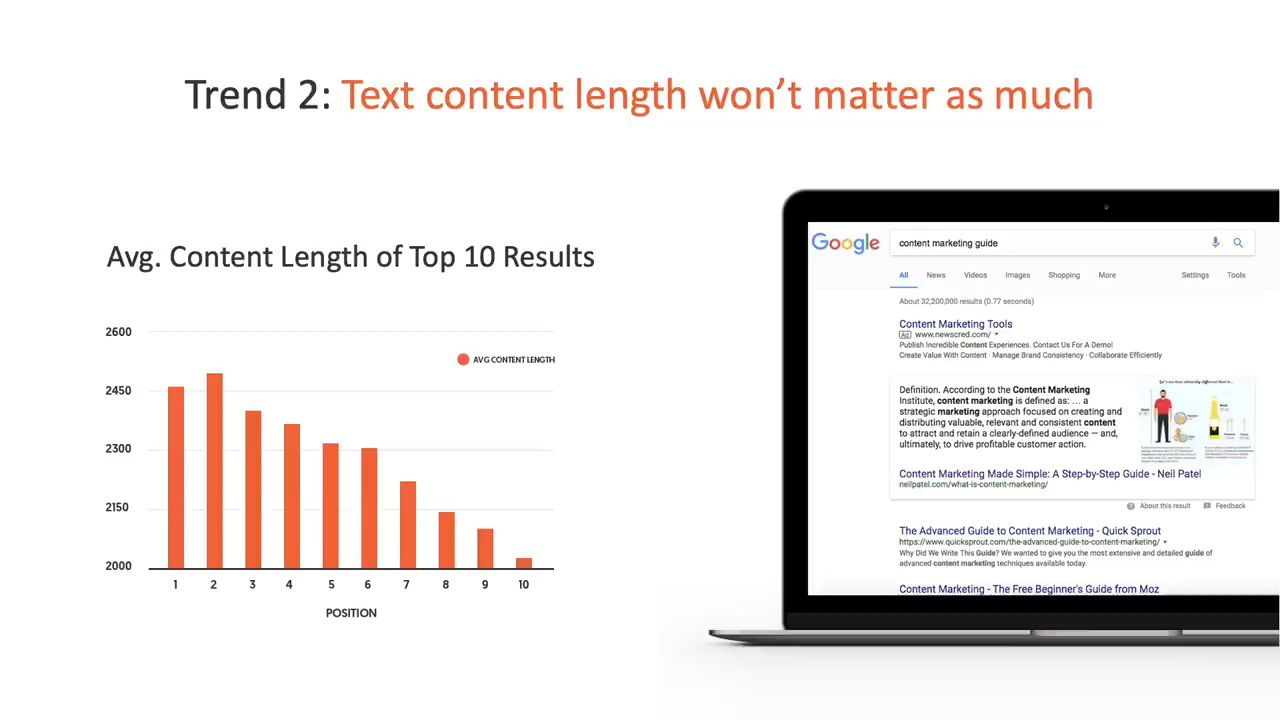 Trend 2: Text content length won't matter as much
Avg. Content Length of Top 10 Results
2600
AVG CONTENT LENGTH
2450
2300
2150
2000
1 2 3 4 5 6 7 8 9 10
POSITION
Google
content marketing guide
All News Videos Images Shopping More Settings Tools
About 32,200,000 results (0.77 seconds)
Content Marketing Tools
Ad www.newscred.com/
Publish Incredible Content Experiences. Contact Us For A Demo!
Create Value With Content · Manage Brand Consistency · Collaborate Efficiently
Definition. According to the Content Marketing
Institute, content marketing is defined as: ... a
strategic marketing approach focused on creating and
distributing valuable, relevant and consistent content
to attract and retain a clearly-defined audience — and,
ultimately, to drive profitable customer action.
Content Marketing Made Simple: A Step-by-Step Guide - Neil Patel
neilpatel.com/what-is-content-marketing/
About this result Feedback
The Advanced Guide to Content Marketing - Quick Sprout
https://www.quicksprout.com/the-advanced-guide-to-content-marketing/
Why Did We Write This Guide? We wanted to give you the most extensive and detailed guide of
advanced content marketing techniques available today.
Content Marketing - The Free Beginner's Guide from Moz